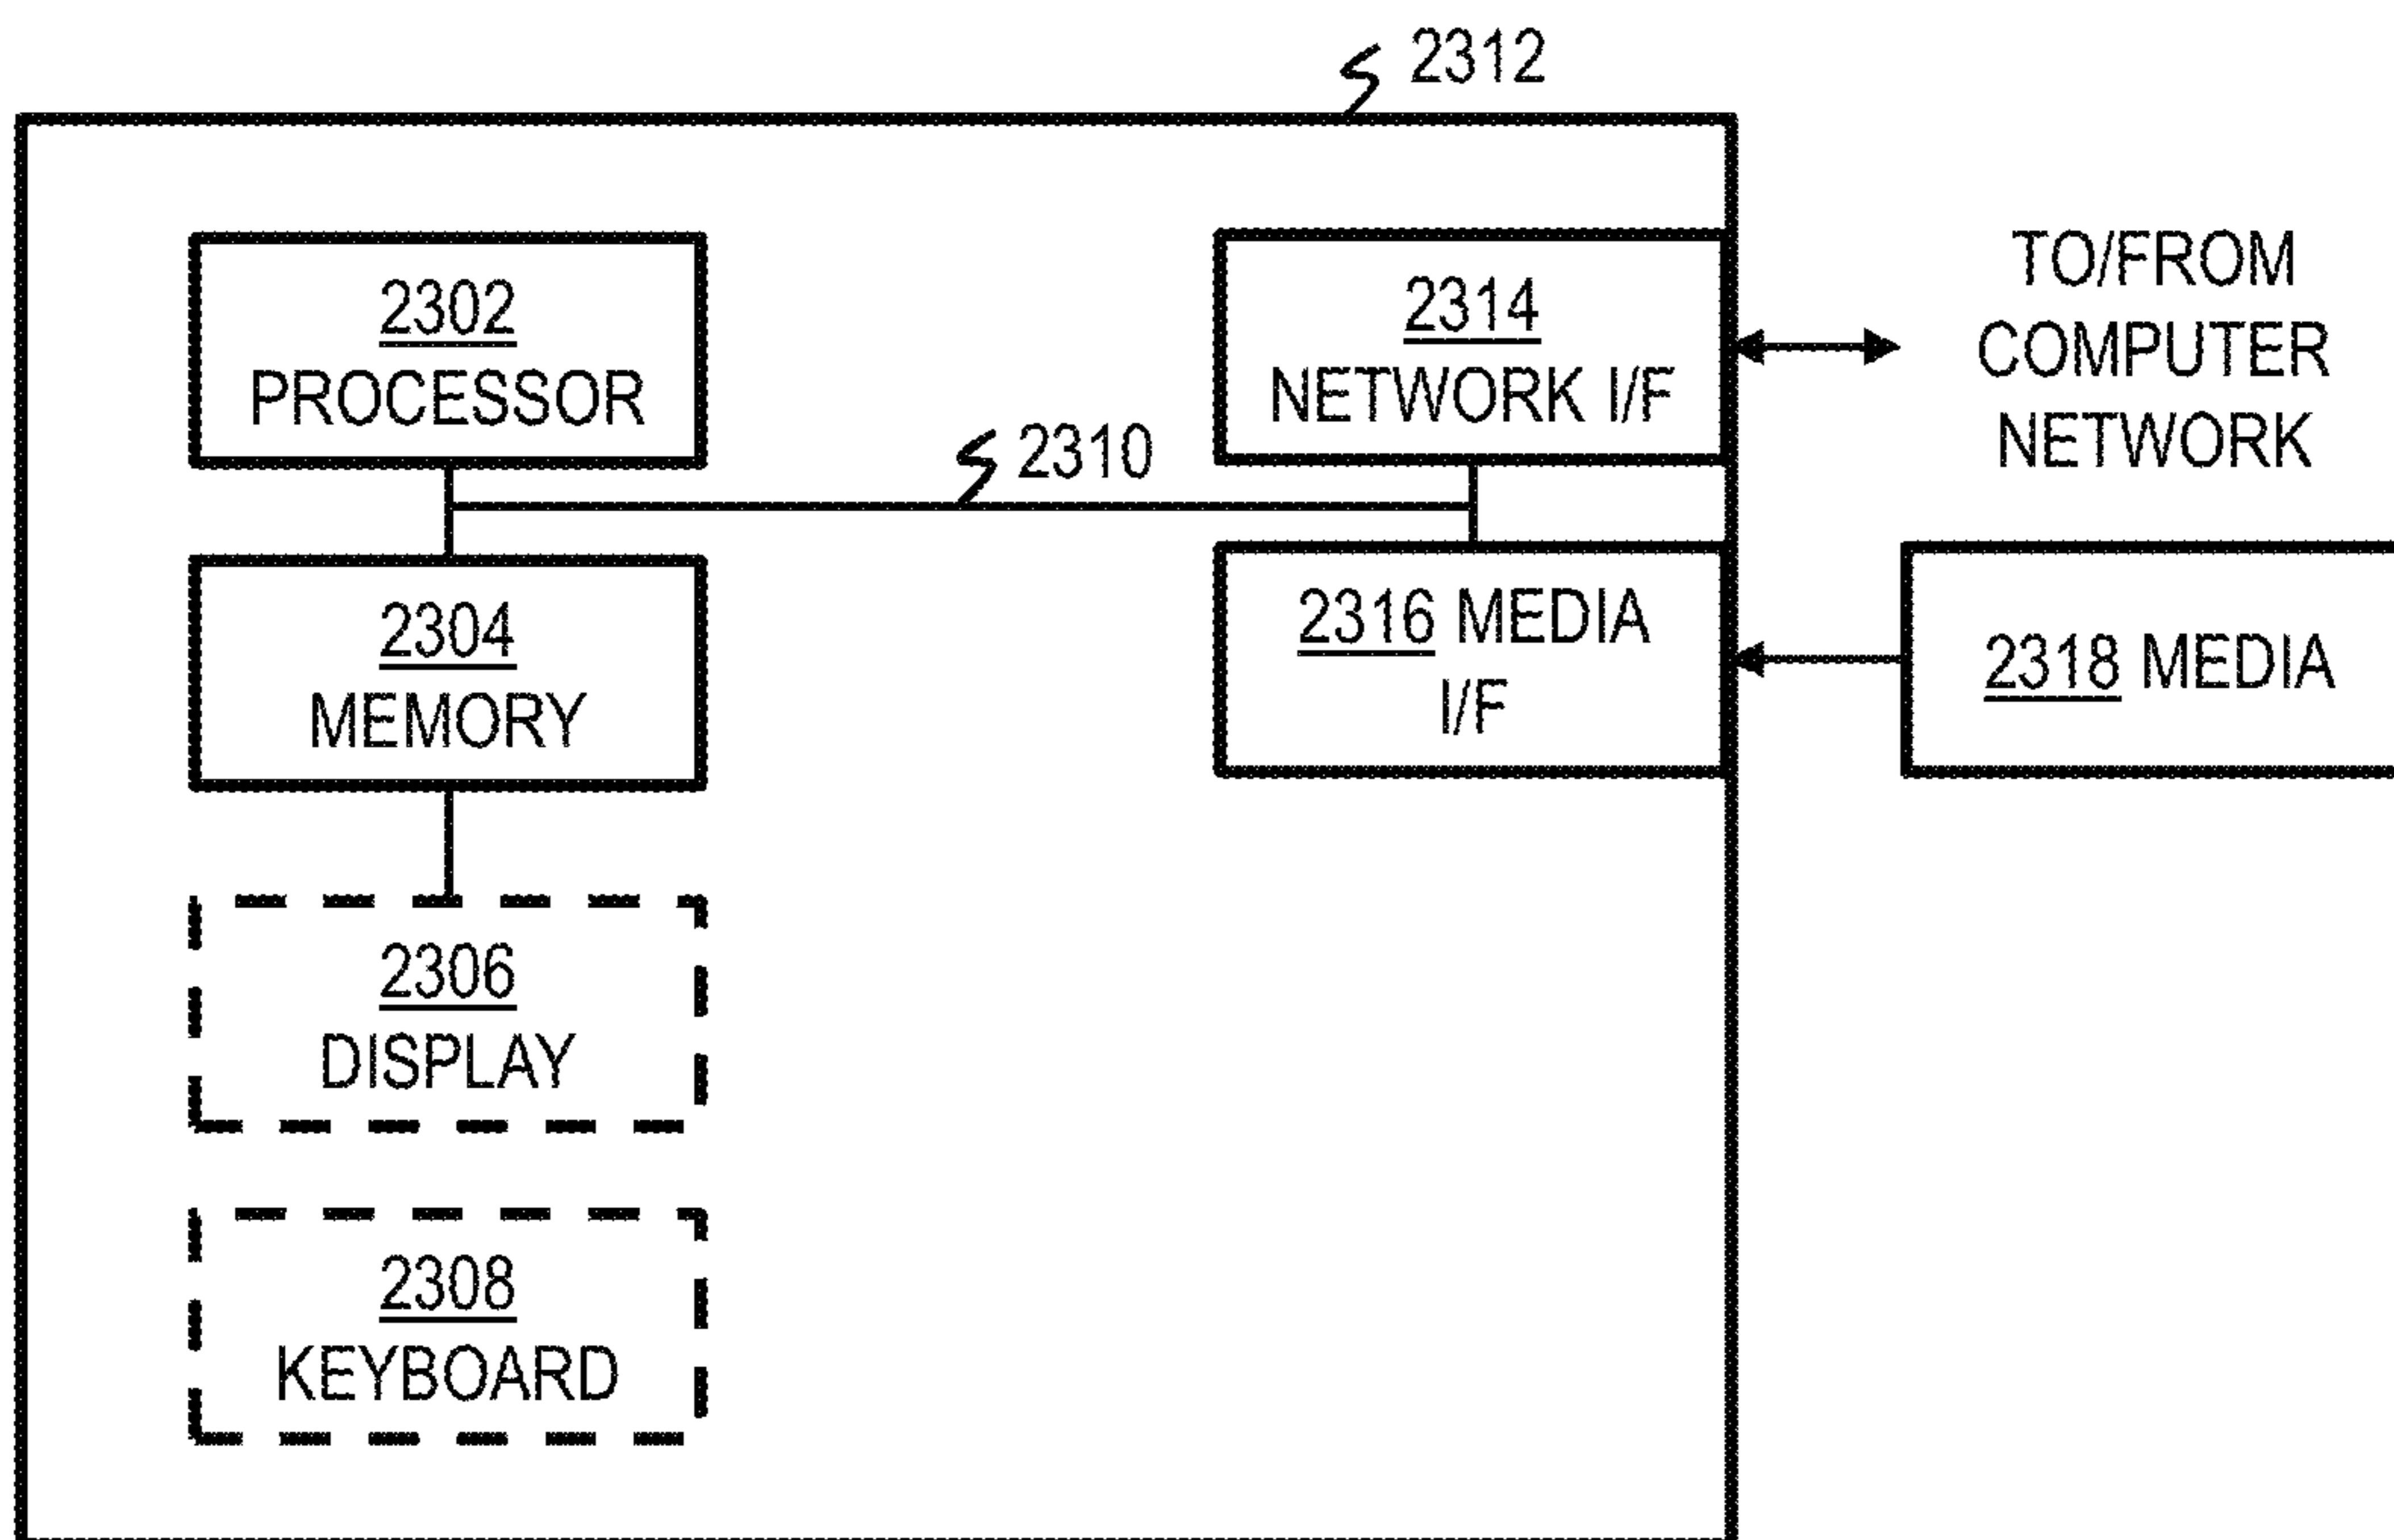 2312
2302
PROCESSOR
2314
NETWORK I/F
TO/FROM
COMPUTER
NETWORK
2310
2304
MEMORY
2316 MEDIA
I/F
2318 MEDIA
2306
DISPLAY
2308
KEYBOARD